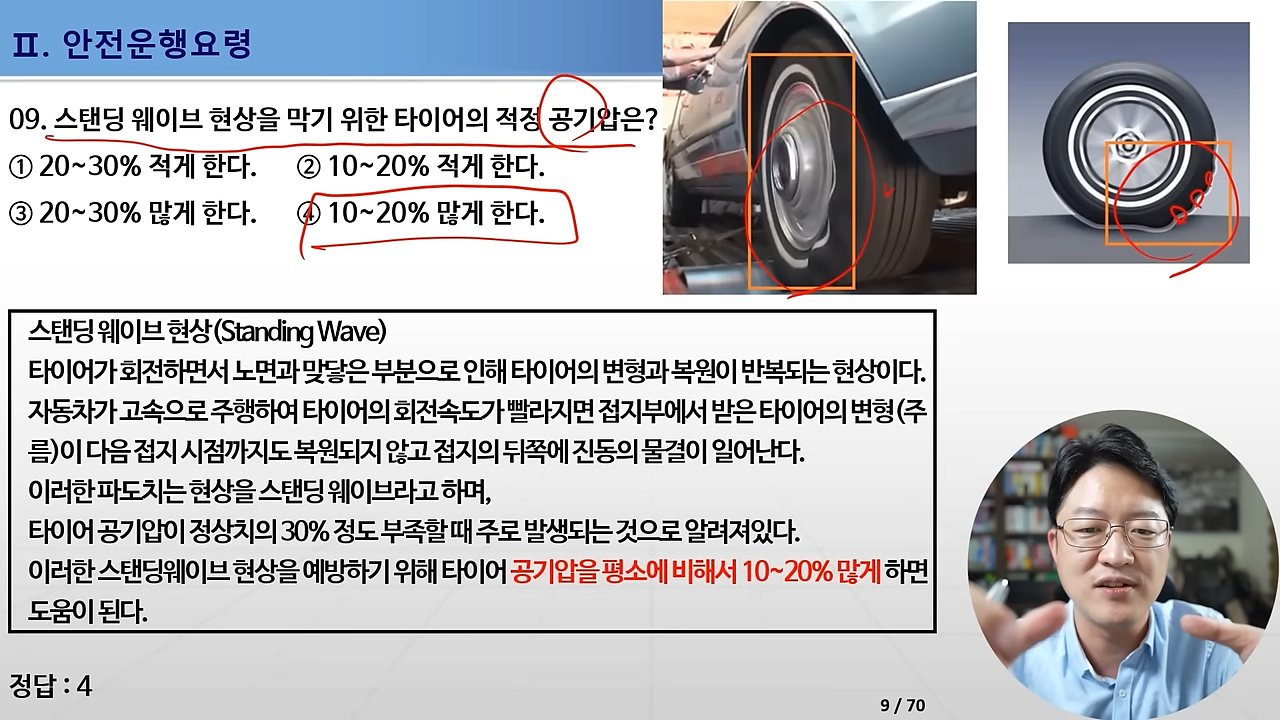 Ⅱ. 안전운행요령
09. 스탠딩 웨이브 현상을 막기 위한 타이어의 적정 공기압은?
① 20~30% 적게 한다. ② 10~20% 적게 한다.
③ 20~30% 많게 한다. ④ 10~20% 많게 한다.
스탠딩 웨이브 현상(Standing Wave)
타이어가 회전하면서 노면과 맞닿은 부분으로 인해 타이어의 변형과 복원이 반복되는 현상이다.
자동차가 고속으로 주행하여 타이어의 회전속도가 빨라지면 접지부에서 받은 타이어의 변형(주
름)이 다음 접지 시점까지도 복원되지 않고 접지의 뒤쪽에 진동의 물결이 일어난다.
이러한 파도치는 현상을 스탠딩 웨이브라고 하며,
타이어 공기압이 정상치의 30% 정도 부족할 때 주로 발생되는 것으로 알려져있다.
이러한 스탠딩웨이브 현상을 예방하기 위해 타이어 공기압을 평소에 비해서 10~20% 많게 하면
도움이 된다.
정답 : 4
9 / 70